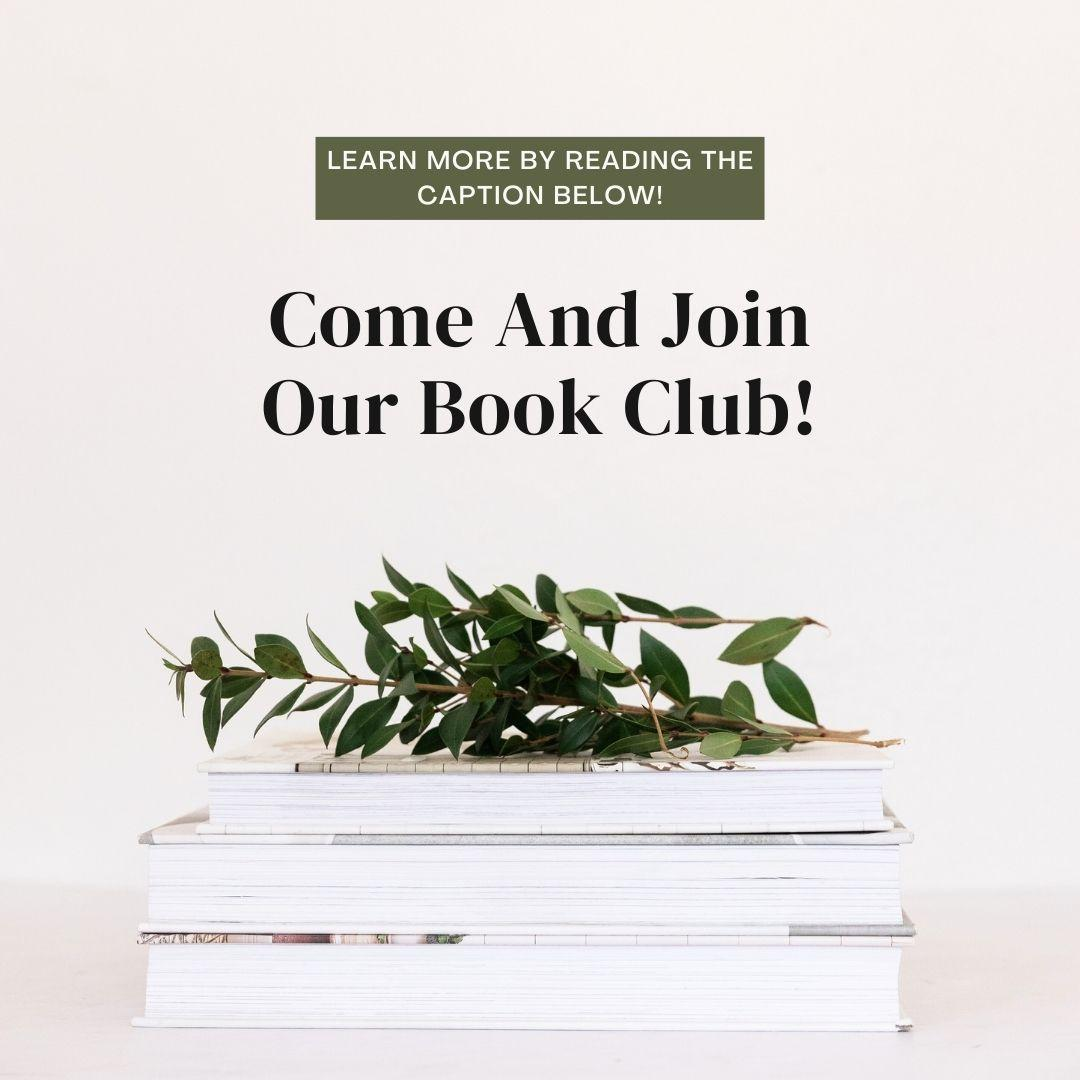 LEARN MORE BY READING THE
CAPTION BELOW!
Come And Join
Our Book Club!